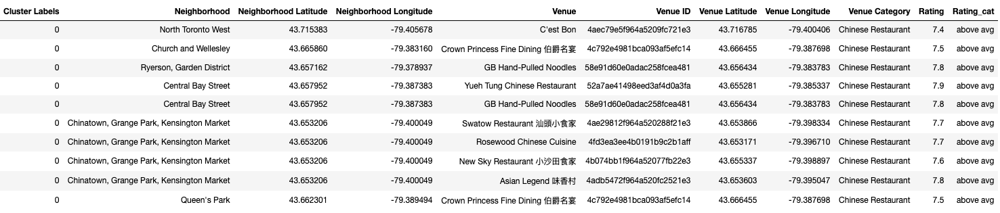 Cluster Labels Neighborhood Neighborhood Latitude Neighborhood Longitude Venue Venue ID Venue Latitude Venue Longitude Venue Category Rating Rating_cat
0 North Toronto West 43.715383 -79.405678 C'est Bon 4aec79e5f964a5209fc721e3 43.716785 -79.400406 Chinese Restaurant 7.4 above avg
0 Church and Wellesley 43.665860 -79.383160 Crown Princess Fine Dining 伯爵名宴 4c792e4981bca093af5efc14 43.666455 -79.387698 Chinese Restaurant 7.5 above avg
0 Ryerson, Garden District 43.657162 -79.378937 GB Hand-Pulled Noodles 58e91d60e0adac258fcea481 43.656434 -79.383783 Chinese Restaurant 7.8 above avg
0 Central Bay Street 43.657952 -79.387383 Yueh Tung Chinese Restaurant 52a7ae41498eed3af4d0a3fa 43.655281 -79.385337 Chinese Restaurant 7.9 above avg
0 Central Bay Street 43.657952 -79.387383 GB Hand-Pulled Noodles 58e91d60e0adac258fcea481 43.656434 -79.383783 Chinese Restaurant 7.8 above avg
0 Chinatown, Grange Park, Kensington Market 43.653206 -79.400049 Swatow Restaurant 汕頭小食家 4ae29812f964a520288f21e3 43.653866 -79.398334 Chinese Restaurant 7.7 above avg
0 Chinatown, Grange Park, Kensington Market 43.653206 -79.400049 Rosewood Chinese Cuisine 4fd3ea3ee4b0191b9c2b1aff 43.653171 -79.396710 Chinese Restaurant 7.7 above avg
0 Chinatown, Grange Park, Kensington Market 43.653206 -79.400049 New Sky Restaurant 小沙田食家 4b074bb1f964a52077fb22e3 43.655337 -79.398897 Chinese Restaurant 7.6 above avg
0 Chinatown, Grange Park, Kensington Market 43.653206 -79.400049 Asian Legend 味香村 4adb5472f964a520fc2521e3 43.653603 -79.395047 Chinese Restaurant 7.8 above avg
0 Queen's Park 43.662301 -79.389494 Crown Princess Fine Dining 伯爵名宴 4c792e4981bca093af5efc14 43.666455 -79.387698 Chinese Restaurant 7.5 above avg